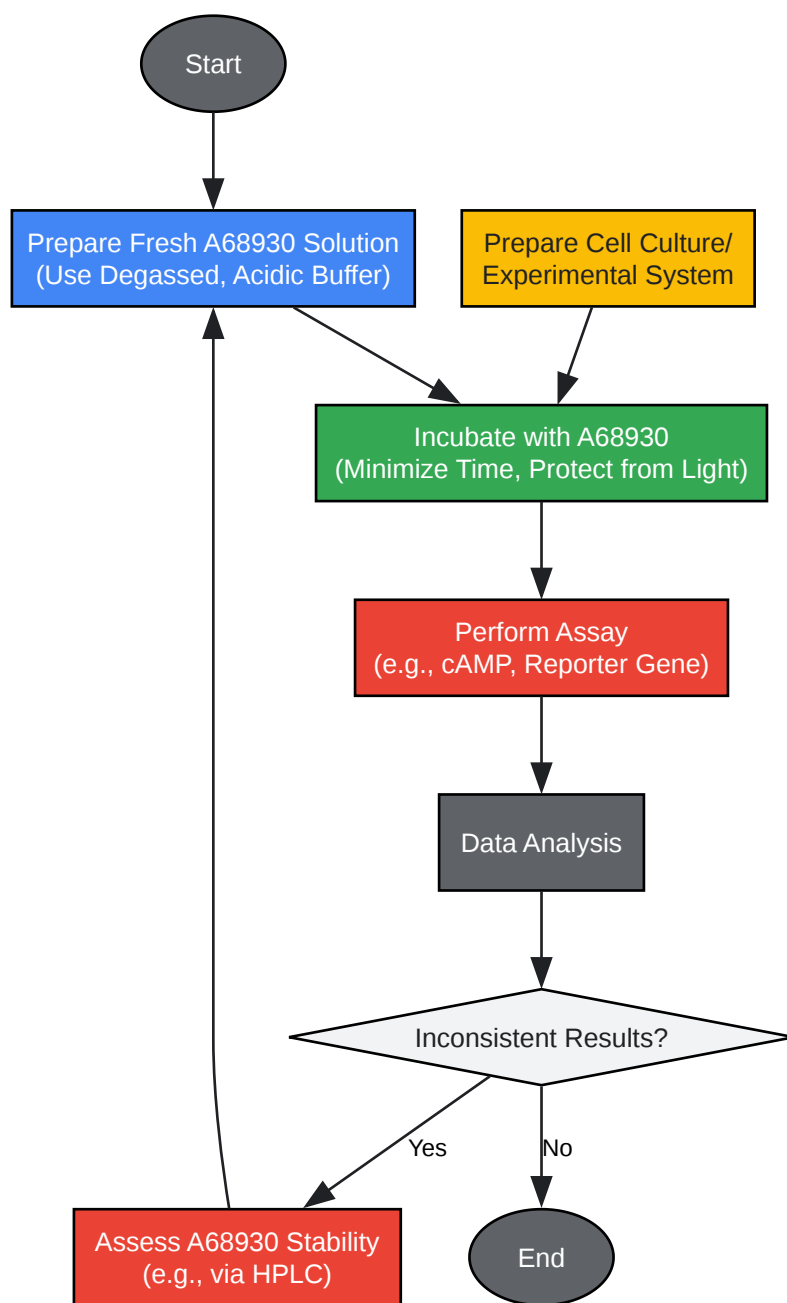 Start
Prepare Fresh A68930 Solution
(Use Degassed, Acidic Buffer)
Prepare Cell Culture/
Experimental System
Incubate with A68930
(Minimize Time, Protect from Light)
Perform Assay
(e.g., cAMP, Reporter Gene)
Data Analysis
Inconsistent Results?
Yes
No
Assess A68930 Stability
(e.g., via HPLC)
End